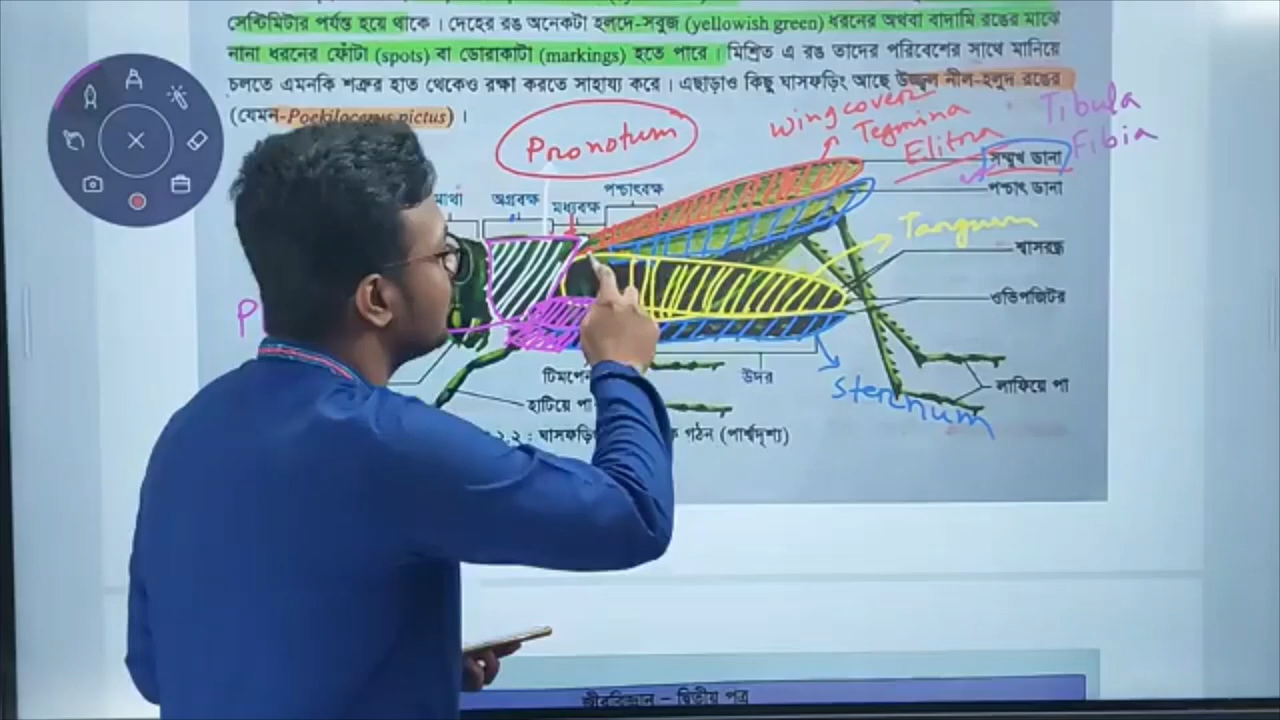 সেন্টিমিটার পর্যন্ত হয়ে থাকে । দেহের রঙ অনেকটা হলদে-সবুজ (yellowish green) ধরনের অথবা বাদামি রঙের মাঝে
নানা ধরনের ফোঁটা (spots) বা ডোরাকাটা (markings) হতে পারে । মিশ্রিত এ রঙ তাদের পরিবেশের সাথে মানিয়ে
চলতে এমনকি শত্রুর হাত থেকেও রক্ষা করতে সাহায্য করে । এছাড়াও কিছু ঘাসফড়িং আছে উজ্জ্বল নীল-হলুদ রঙের
(যেমন-Poekilocerus pictus) ।
Pronotum
wing cover
Tegmina
Elitra
Tibula
Fibia
মাথা
অগ্রবক্ষ
মধ্যবক্ষ
পশ্চাৎবক্ষ
সম্মুখ ডানা
পশ্চাৎ ডানা
Targum
শ্বাসরন্ধ্র
ওভিপজিটর
P
উদর
লাফিয়ে পা
Sternum
হাটিয়ে পা
গঠন (পার্শ্বদৃশ্য)
জীববিজ্ঞান – দ্বিতীয় পত্র